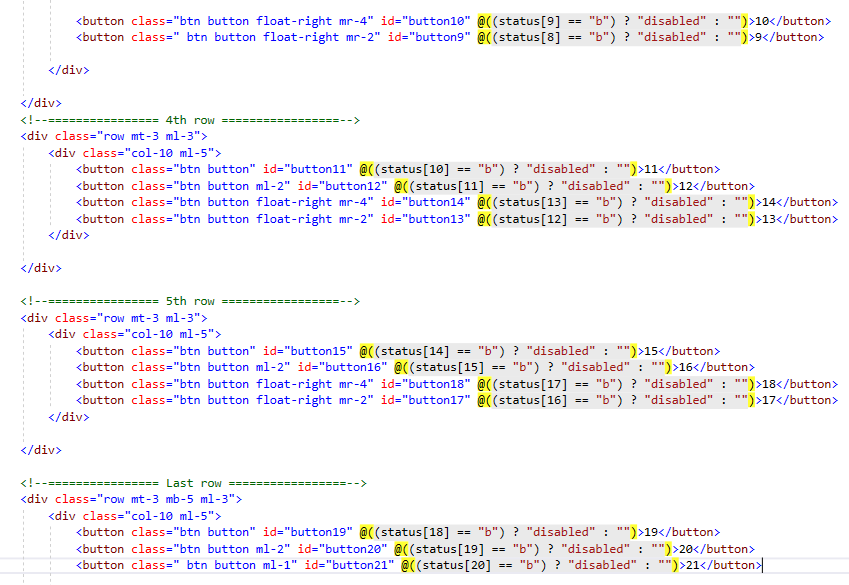 <button class="btn button float-right mr-4" id="button10" @((status[9] == "b") ? "disabled" : "")>10</button>
<button class=" btn button float-right mr-2" id="button9" @((status[8] == "b") ? "disabled" : "")>9</button>
</div>
</div>
<!--================ 4th row =================-->
<div class="row mt-3 ml-3">
<div class="col-10 ml-5">
<button class="btn button" id="button11" @((status[10] == "b") ? "disabled" : "")>11</button>
<button class="btn button ml-2" id="button12" @((status[11] == "b") ? "disabled" : "")>12</button>
<button class="btn button float-right mr-4" id="button14" @((status[13] == "b") ? "disabled" : "")>14</button>
<button class="btn button float-right mr-2" id="button13" @((status[12] == "b") ? "disabled" : "")>13</button>
</div>
</div>
<!--================ 5th row =================-->
<div class="row mt-3 ml-3">
<div class="col-10 ml-5">
<button class="btn button" id="button15" @((status[14] == "b") ? "disabled" : "")>15</button>
<button class="btn button ml-2" id="button16" @((status[15] == "b") ? "disabled" : "")>16</button>
<button class="btn button float-right mr-4" id="button18" @((status[17] == "b") ? "disabled" : "")>18</button>
<button class="btn button float-right mr-2" id="button17" @((status[16] == "b") ? "disabled" : "")>17</button>
</div>
</div>
<!--================ Last row =================-->
<div class="row mt-3 mb-5 ml-3">
<div class="col-10 ml-5">
<button class="btn button" id="button19" @((status[18] == "b") ? "disabled" : "")>19</button>
<button class="btn button ml-2" id="button20" @((status[19] == "b") ? "disabled" : "")>20</button>
<button class=" btn button ml-1" id="button21" @((status[20] == "b") ? "disabled" : "")>21</button>